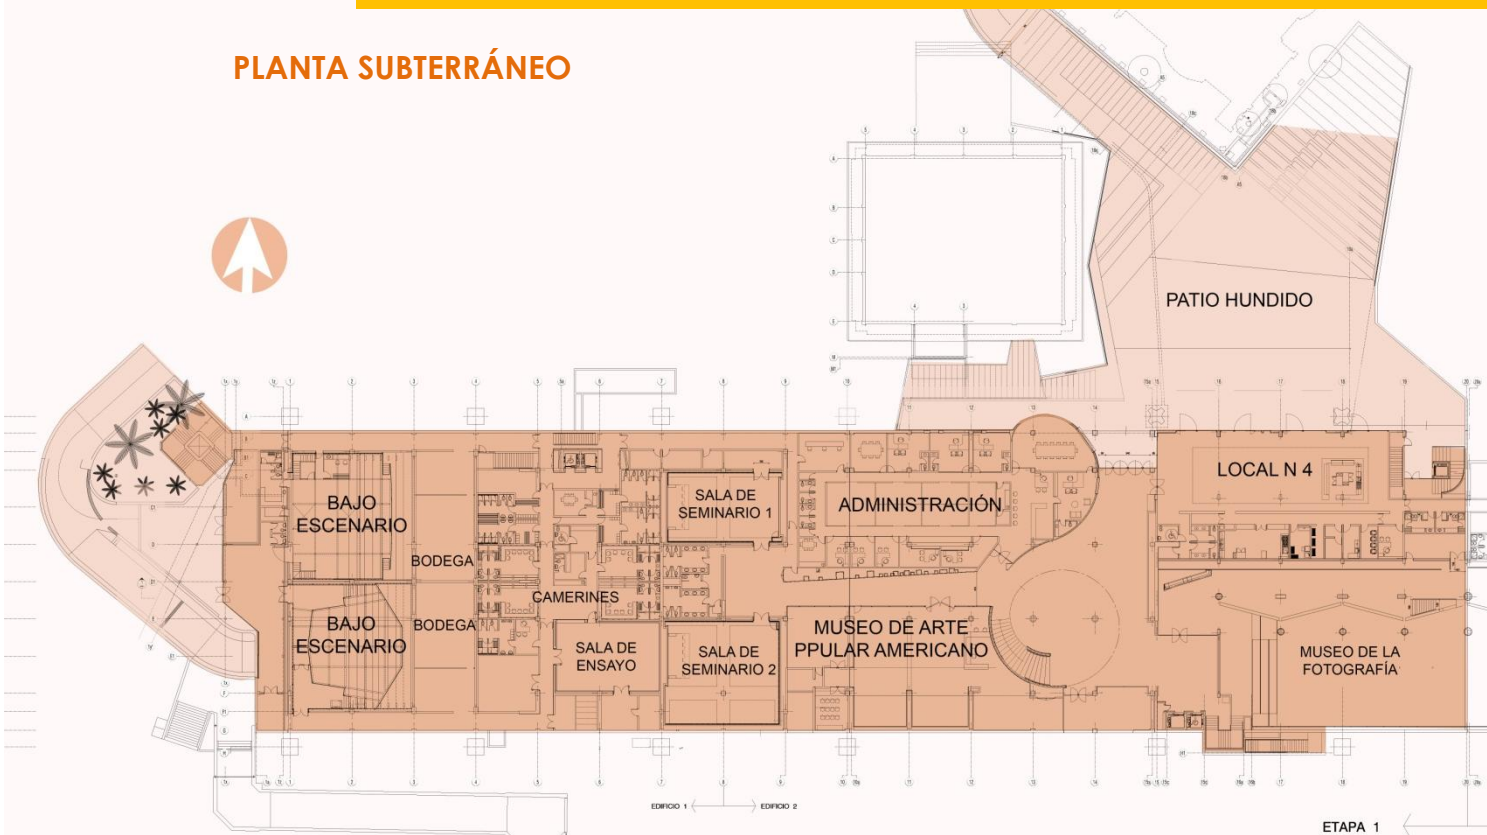 PLANTA SUBTERRÁNEO
PATIO HUNDIDO
LOCAL N 4
BAJO
ESCENARIO
SALA DE
SEMINARIO 1
ADMINISTRACIÓN
BODEGA
CAMERINES
BAJO
ESCENARIO
BODEGA
SALA DE
ENSAYO
SALA DE
SEMINARIO 2
MUSEO DE ARTE
PPULAR AMERICANO
MUSEO DE LA
FOTOGRAFÍA
EDIFICIO 1
EDIFICIO 2
ETAPA 1